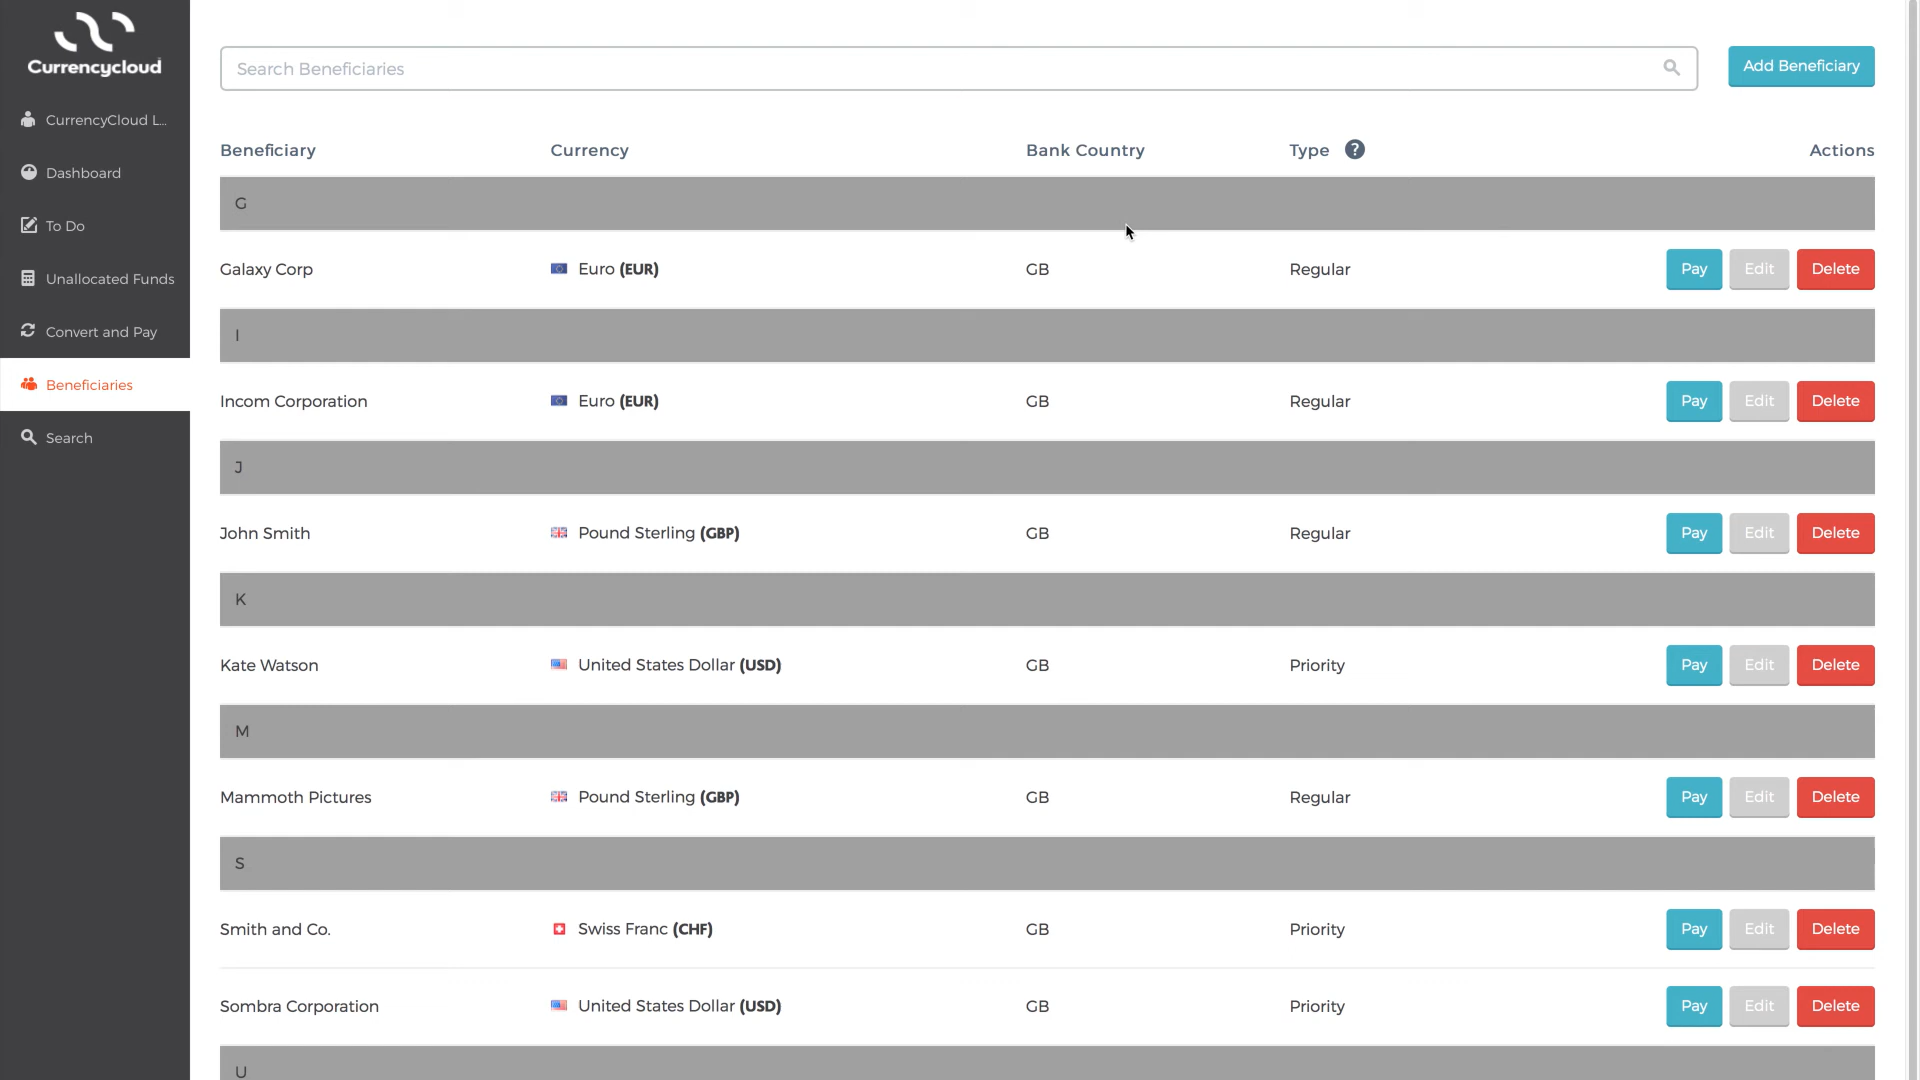 Currencycloud
CurrencyCloud L...
Dashboard
To Do
Unallocated Funds
Convert and Pay
Beneficiaries
Search
Search Beneficiaries
Add Beneficiary
Beneficiary Currency Bank Country Type ? Actions
G
Galaxy Corp Euro (EUR) GB Regular Pay Edit Delete
I
Incom Corporation Euro (EUR) GB Regular Pay Edit Delete
J
John Smith Pound Sterling (GBP) GB Regular Pay Edit Delete
K
Kate Watson United States Dollar (USD) GB Priority Pay Edit Delete
M
Mammoth Pictures Pound Sterling (GBP) GB Regular Pay Edit Delete
S
Smith and Co. Swiss Franc (CHF) GB Priority Pay Edit Delete
Sombra Corporation United States Dollar (USD) GB Priority Pay Edit Delete
U